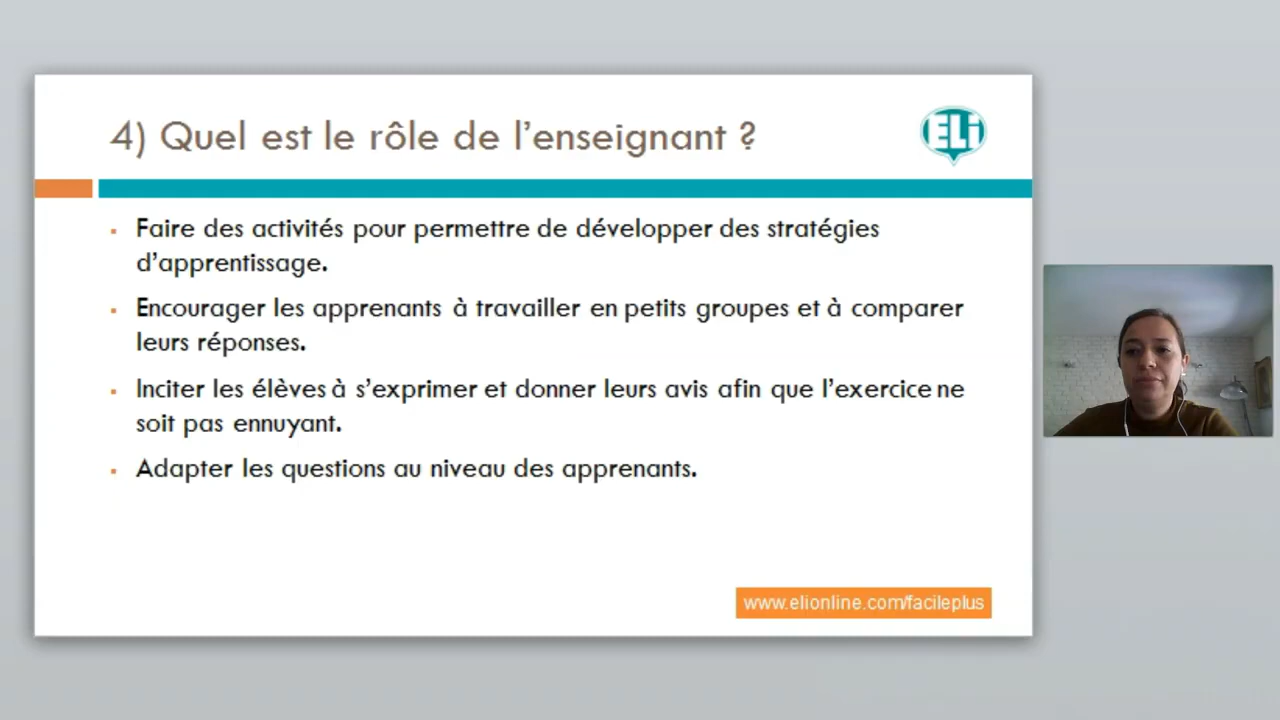 4) Quel est le rôle de l’enseignant ?
ELi
▪ Faire des activités pour permettre de développer des stratégies
d’apprentissage.
▪ Encourager les apprenants à travailler en petits groupes et à comparer
leurs réponses.
▪ Inciter les élèves à s’exprimer et donner leurs avis afin que l’exercice ne
soit pas ennuyant.
▪ Adapter les questions au niveau des apprenants.
www.elionline.com/facileplus